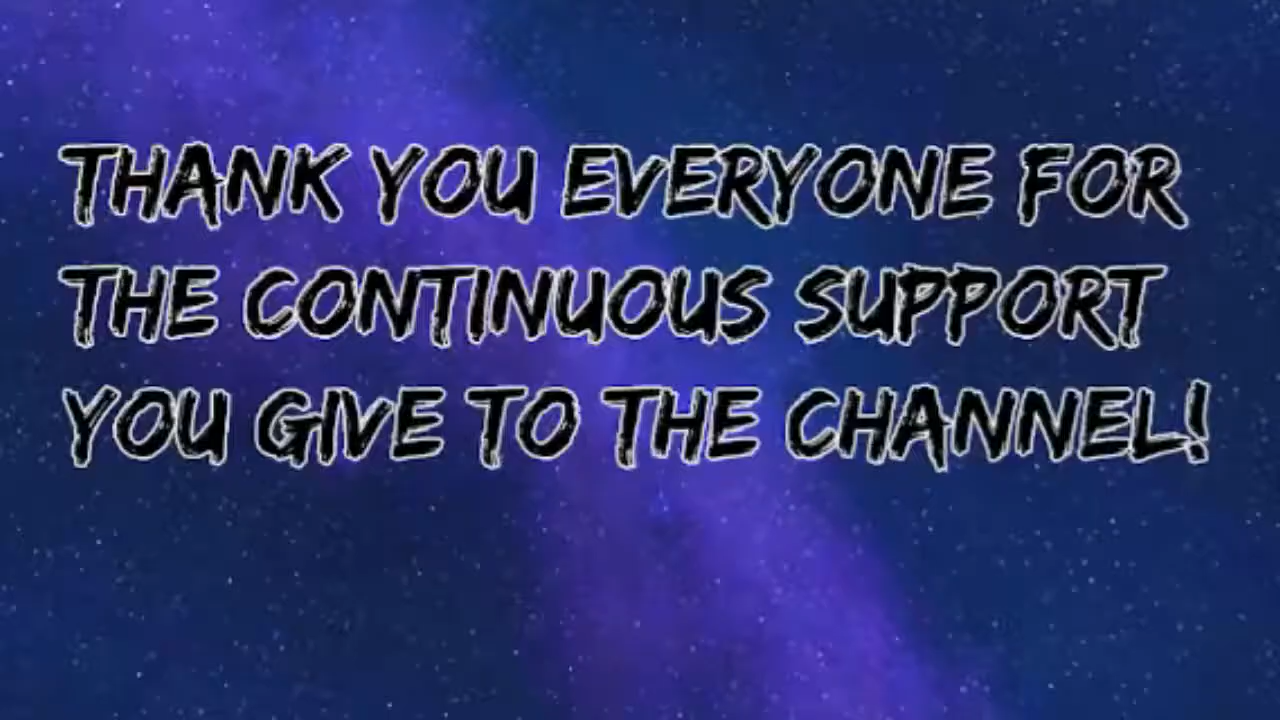 THANK YOU EVERYONE FOR
THE CONTINUOUS SUPPORT
YOU GIVE TO THE CHANNEL!